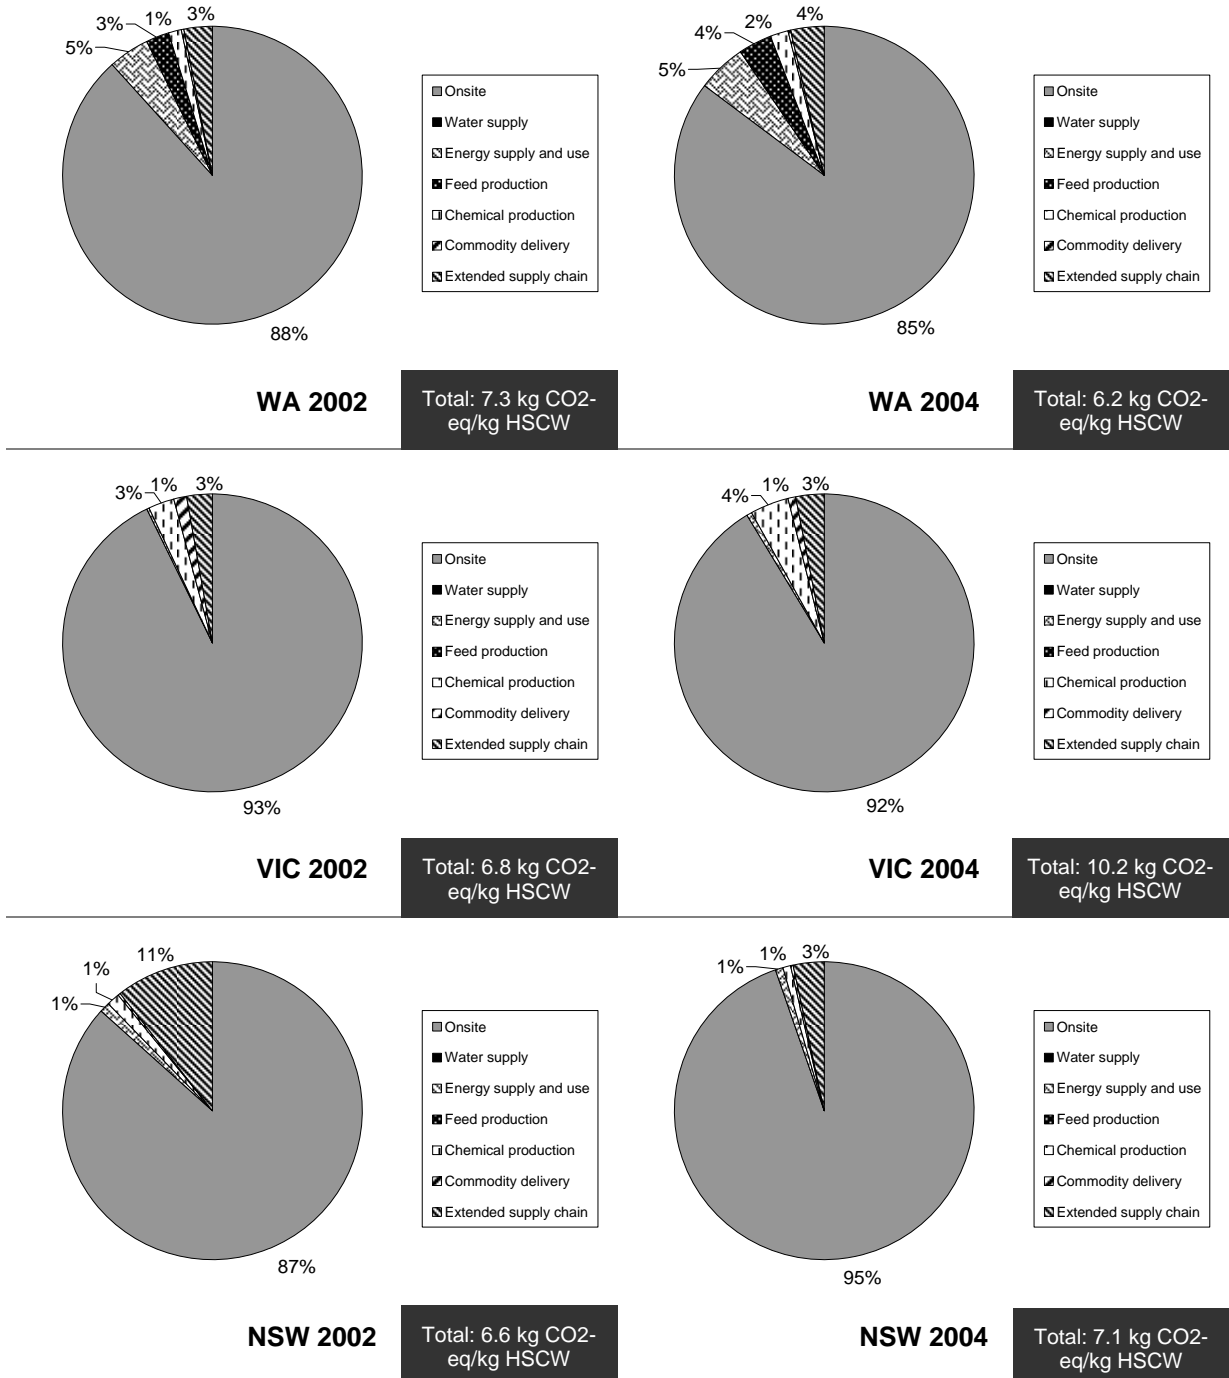 3% 1% 3%
5%
Onsite
Water supply
Energy supply and use
Feed production
Chemical production
Commodity delivery
Extended supply chain
88%
WA 2002
Total: 7.3 kg CO2-
eq/kg HSCW
2% 4%
4%
5%
Onsite
Water supply
Energy supply and use
Feed production
Chemical production
Commodity delivery
Extended supply chain
85%
WA 2004
Total: 6.2 kg CO2-
eq/kg HSCW
3% 1% 3%
Onsite
Water supply
Energy supply and use
Feed production
Chemical production
Commodity delivery
Extended supply chain
93%
VIC 2002
Total: 6.8 kg CO2-
eq/kg HSCW
4% 1% 3%
Onsite
Water supply
Energy supply and use
Feed production
Chemical production
Commodity delivery
Extended supply chain
92%
VIC 2004
Total: 10.2 kg CO2-
eq/kg HSCW
11%
1%
1%
Onsite
Water supply
Energy supply and use
Feed production
Chemical production
Commodity delivery
Extended supply chain
87%
NSW 2002
Total: 6.6 kg CO2-
eq/kg HSCW
1% 1% 3%
Onsite
Water supply
Energy supply and use
Feed production
Chemical production
Commodity delivery
Extended supply chain
95%
NSW 2004
Total: 7.1 kg CO2-
eq/kg HSCW